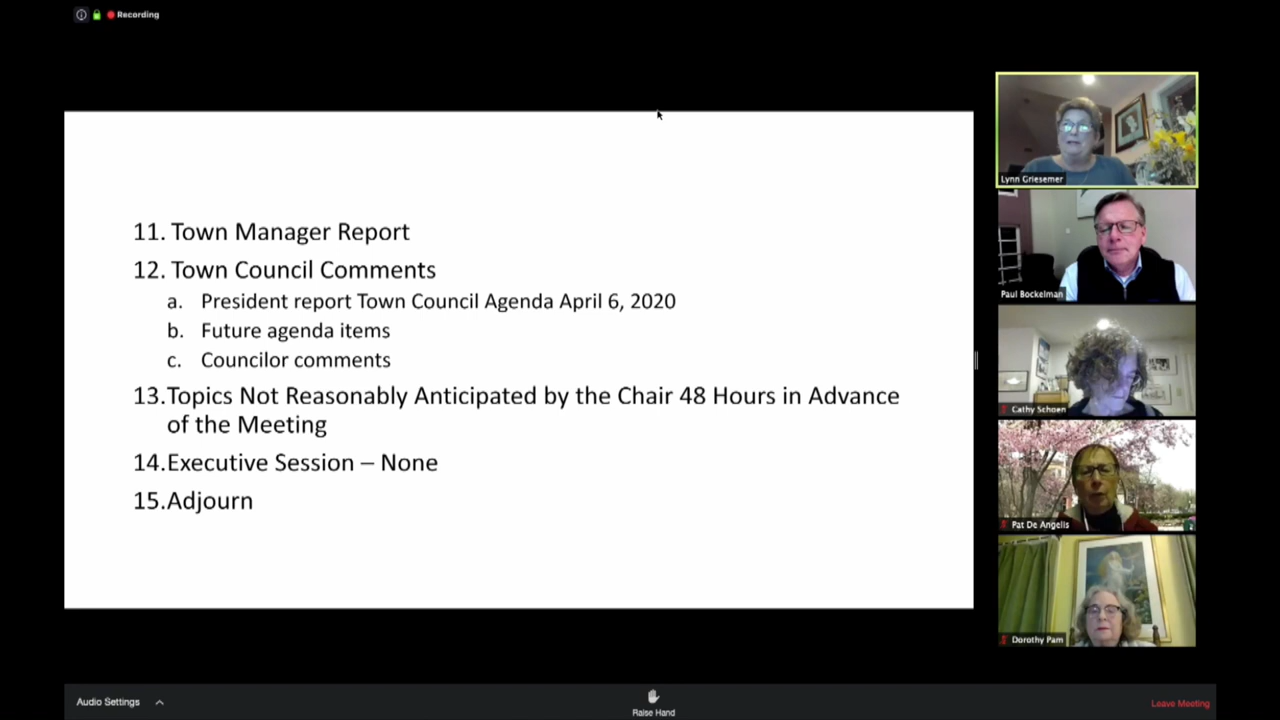 Recording
11. Town Manager Report
12. Town Council Comments
a. President report Town Council Agenda April 6, 2020
b. Future agenda items
c. Councilor comments
13.Topics Not Reasonably Anticipated by the Chair 48 Hours in Advance
of the Meeting
14.Executive Session – None
15.Adjourn
Lynn Griesemer
Paul Bockelman
Cathy Schoen
Pat De Angelis
Dorothy Pam
Audio Settings
Raise Hand
Leave Meeting